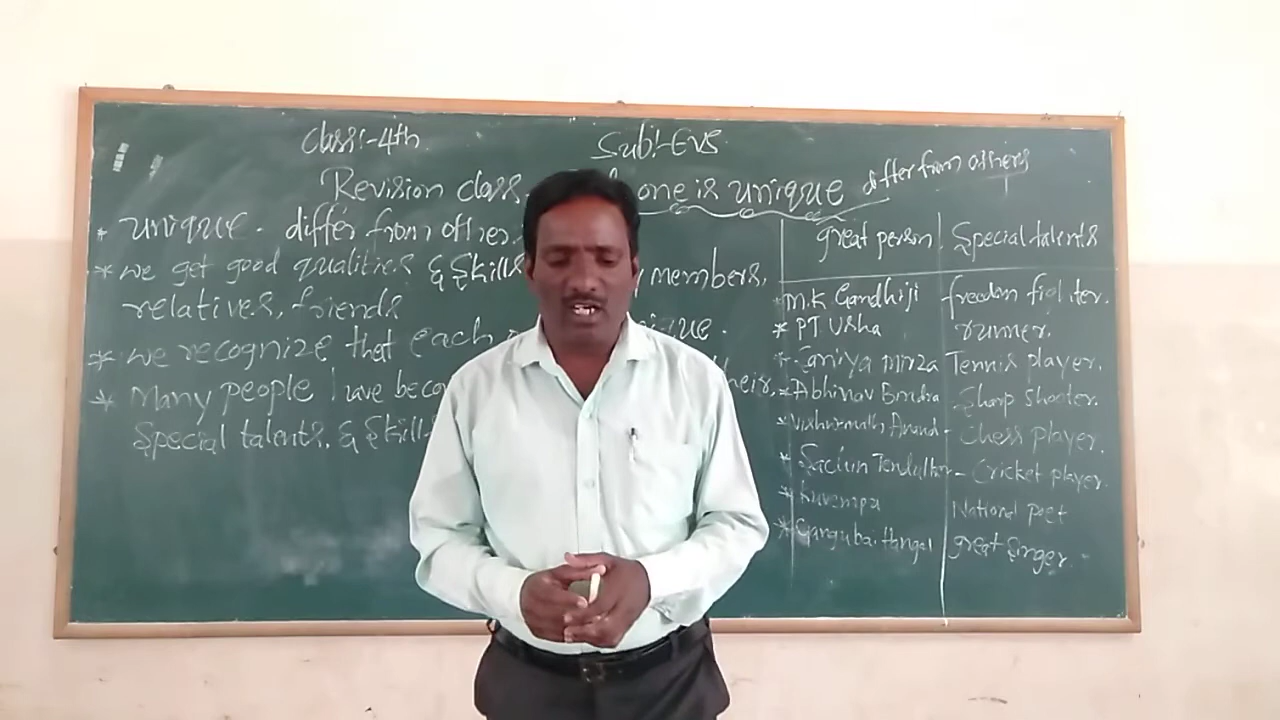 Class:-4th. Sub:-EVS.
Revision class- one is unique differ from others
* unique. differ from others.
* we get good qualities & skills members,
relatives, friends
* we recognize that each unique.
* Many people have become their,
Special talents, & skills
great person Special talents
* M.K Gandhiji freedom fighter.
* PT Usha runner.
* Saniya mirza Tennis player.
* Abhinav Bindra Sharp shooter.
* Vishwanath Anand - Chess player.
* Sachin Tendulkar - Cricket player.
* Kuvempu National poet
* Gangubai Hangal great singer.